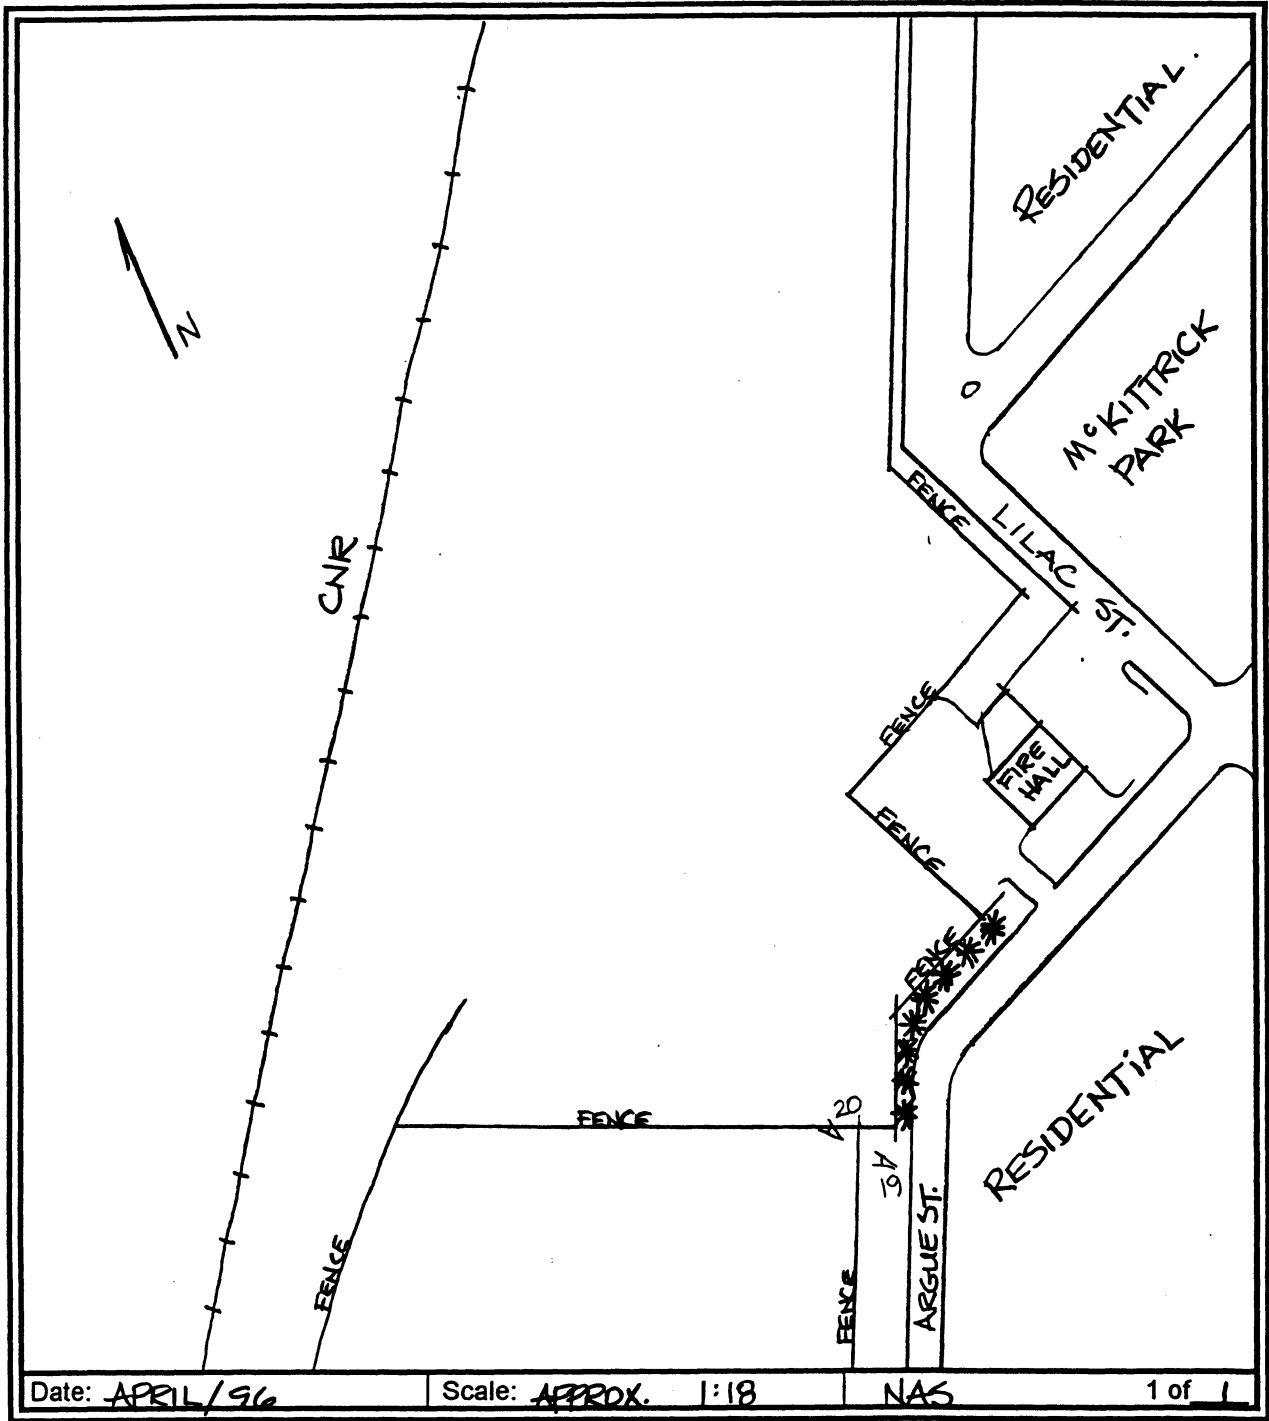 RESIDENTIAL.
N
McKITTRICK
PARK
FENCE
LILAC ST.
CNR
FENCE
FIRE
HALL
FENCE
FENCE
20
FENCE
19
RESIDENTIAL
ARGUE ST.
FENCE
FENCE
Date: APRIL/96 Scale: APPROX. 1:18 NAS 1 of 1